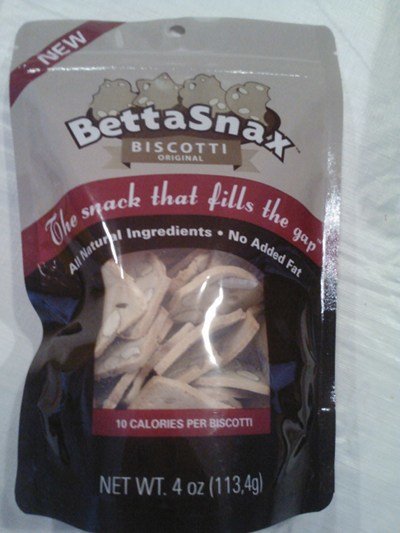 NEW
BettaSnax
BISCOTTI
ORIGINAL
The snack that fills the gap™
All Natural Ingredients • No Added Fat
10 CALORIES PER BISCOTTI
NET WT. 4 oz (113,4g)